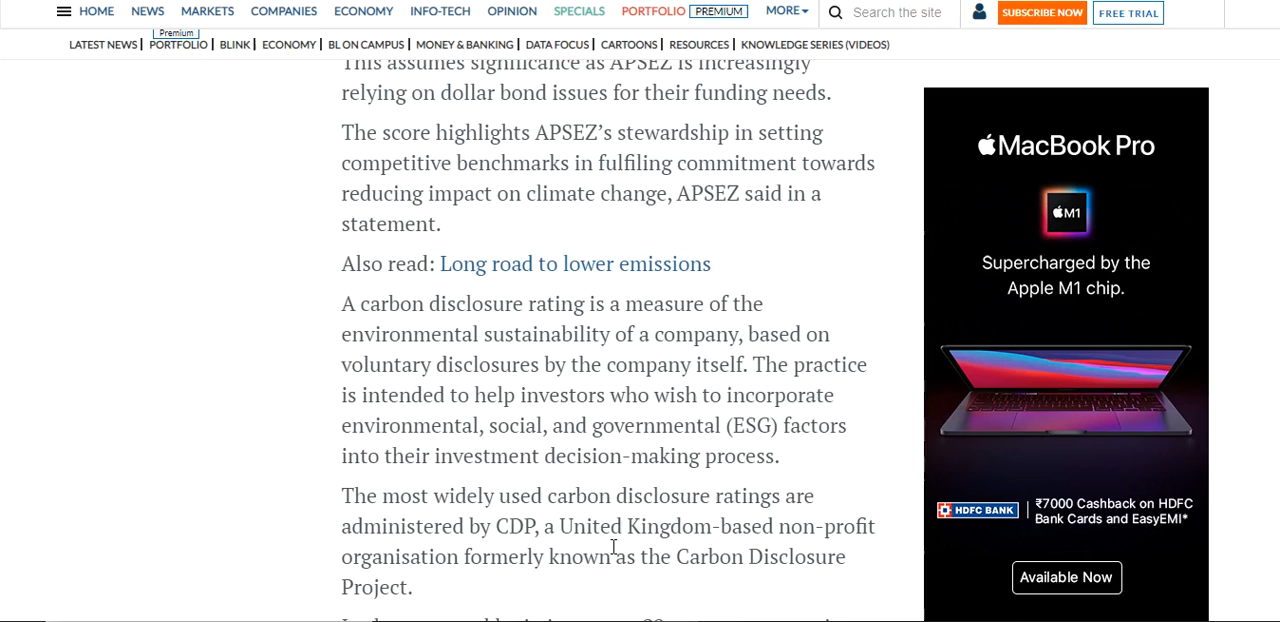 HOME NEWS MARKETS COMPANIES ECONOMY INFO-TECH OPINION SPECIALS PORTFOLIO PREMIUM MORE Search the site SUBSCRIBE NOW FREE TRIAL
Premium
LATEST NEWS | PORTFOLIO | BLINK | ECONOMY | BL ON CAMPUS | MONEY & BANKING | DATA FOCUS | CARTOONS | RESOURCES | KNOWLEDGE SERIES (VIDEOS)
This assumes significance as APSEZ is increasingly
relying on dollar bond issues for their funding needs.
The score highlights APSEZ’s stewardship in setting
competitive benchmarks in fulfiling commitment towards
reducing impact on climate change, APSEZ said in a
statement.
Also read: Long road to lower emissions
A carbon disclosure rating is a measure of the
environmental sustainability of a company, based on
voluntary disclosures by the company itself. The practice
is intended to help investors who wish to incorporate
environmental, social, and governmental (ESG) factors
into their investment decision-making process.
The most widely used carbon disclosure ratings are
administered by CDP, a United Kingdom-based non-profit
organisation formerly known as the Carbon Disclosure
Project.
MacBook Pro
M1
Supercharged by the
Apple M1 chip.
HDFC BANK
₹7000 Cashback on HDFC
Bank Cards and EasyEMI*
Available Now